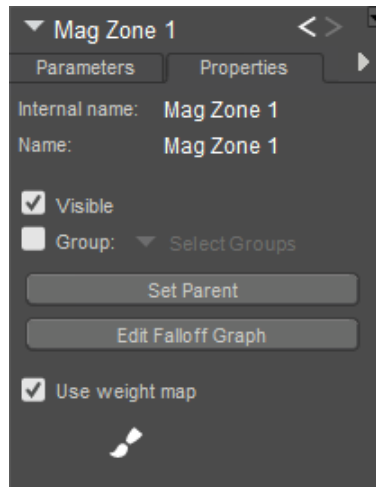 Mag Zone 1
Parameters Properties
Internal name: Mag Zone 1
Name: Mag Zone 1
Visible
Group: Select Groups
Set Parent
Edit Falloff Graph
Use weight map